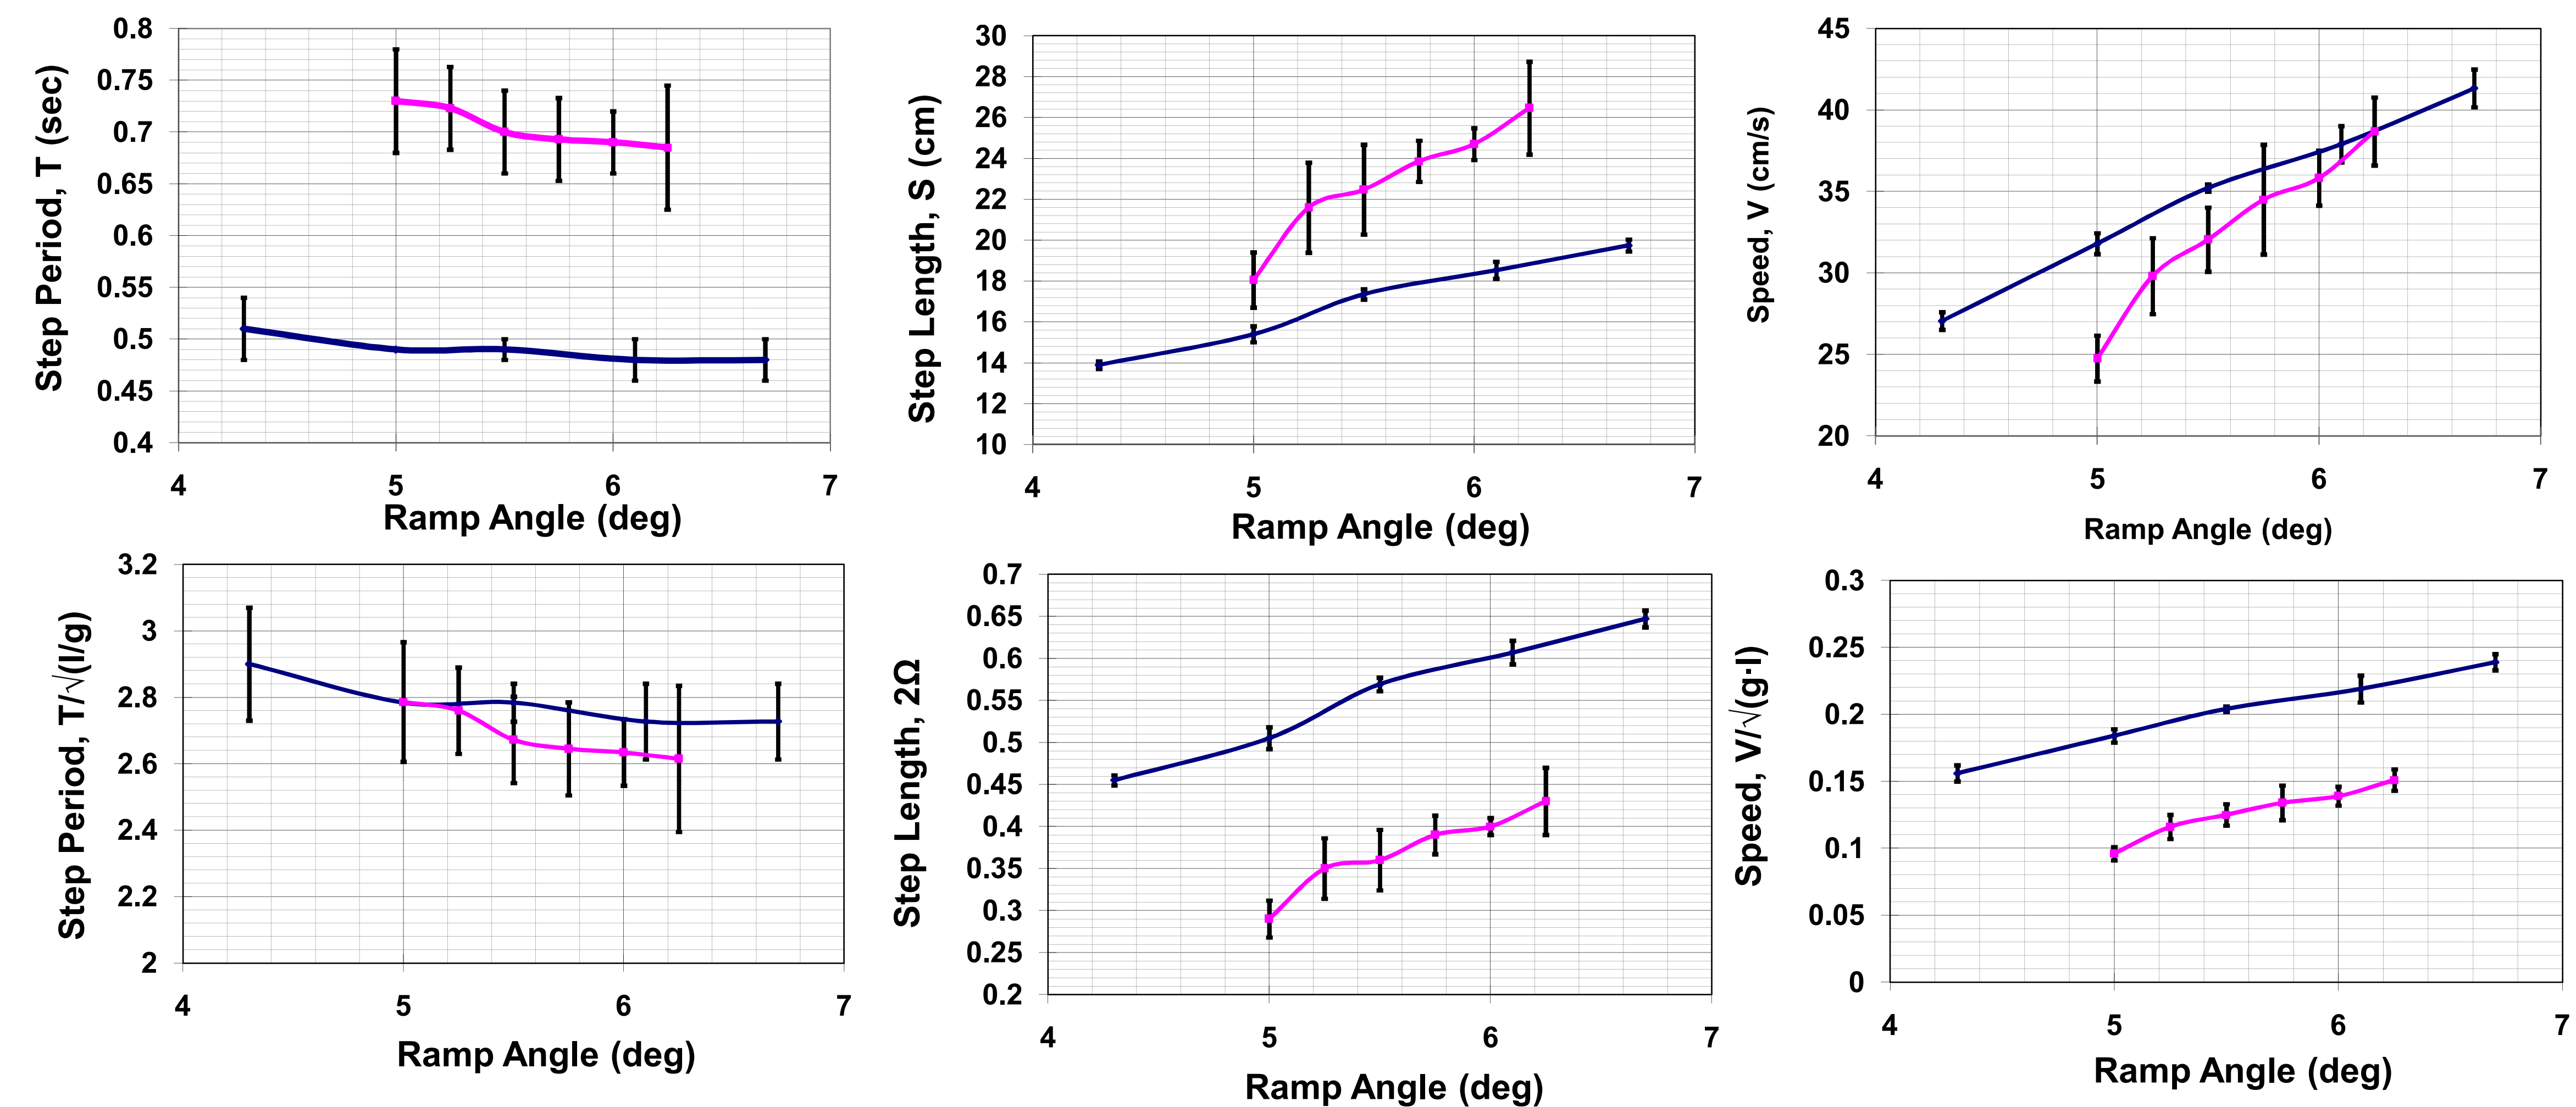 Step Period, T (sec)
0.8
0.75
0.7
0.65
0.6
0.55
0.5
0.45
0.4
4 5 6 7
Ramp Angle (deg)
Step Length, S (cm)
30
28
26
24
22
20
18
16
14
12
10
4 5 6 7
Ramp Angle (deg)
Speed, V (cm/s)
45
40
35
30
25
20
4 5 6 7
Ramp Angle (deg)
Step Period, T/√(l/g)
3.2
3
2.8
2.6
2.4
2.2
2
4 5 6 7
Ramp Angle (deg)
Step Length, 2Ω
0.7
0.65
0.6
0.55
0.5
0.45
0.4
0.35
0.3
0.25
0.2
4 5 6 7
Ramp Angle (deg)
Speed, V/√(g·l)
0.3
0.25
0.2
0.15
0.1
0.05
0
4 5 6 7
Ramp Angle (deg)